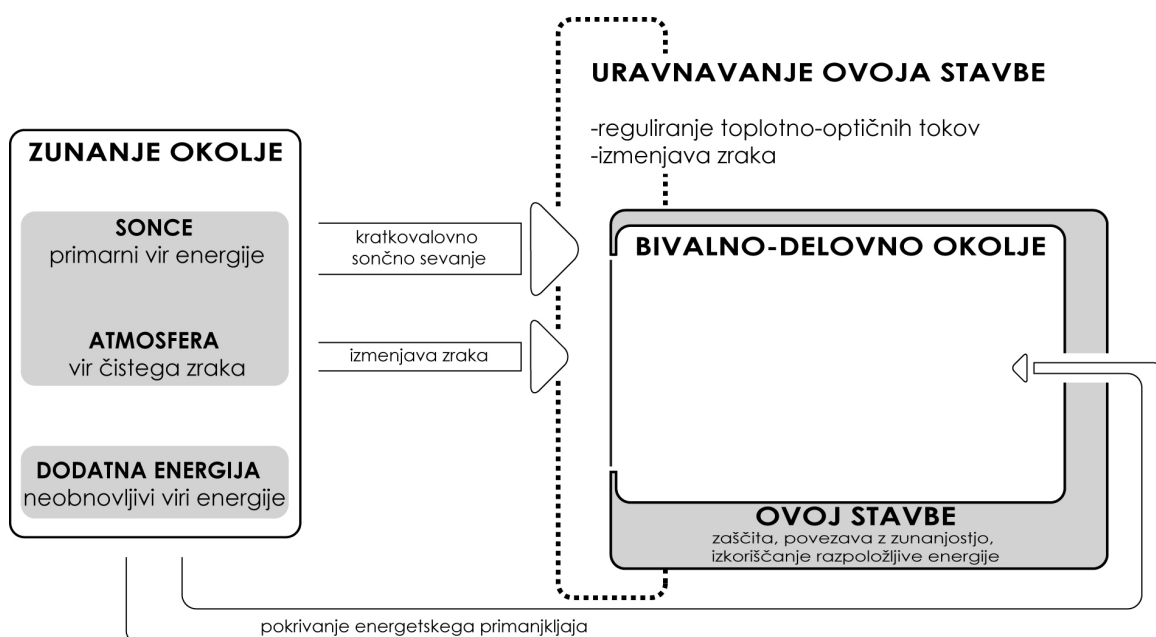 URAVNAVANJE OVOJA STAVBE
-reguliranje toplotno-optičnih tokov
-izmenjava zraka
ZUNANJE OKOLJE
SONCE
primarni vir energije
ATMOSFERA
vir čistega zraka
DODATNA ENERGIJA
neobnovljivi viri energije
kratkovalovno
sončno sevanje
izmenjava zraka
BIVALNO-DELOVNO OKOLJE
OVOJ STAVBE
zaščita, povezava z zunanjostjo,
izkoriščanje razpoložljive energije
pokrivanje energetskega primanjkljaja